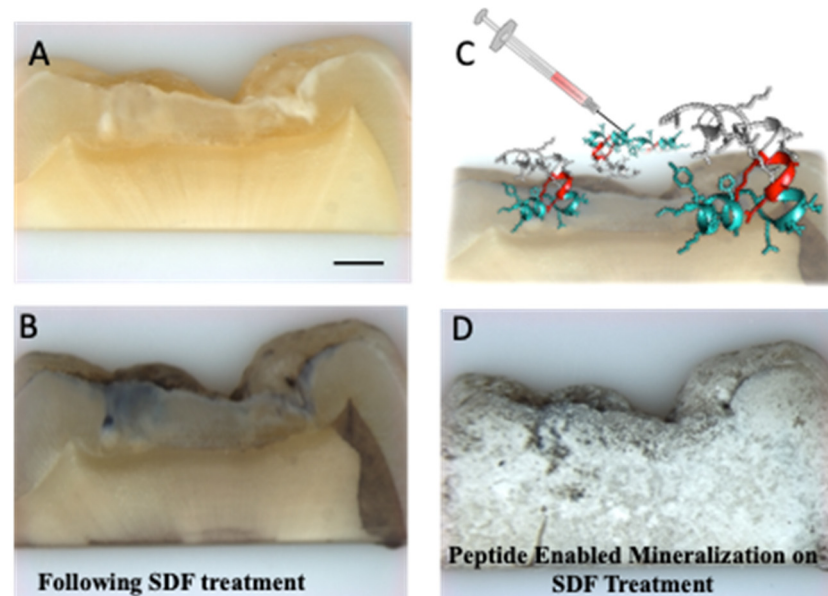 A
C
B
D
Following SDF treatment
Peptide Enabled Mineralization on
SDF Treatment